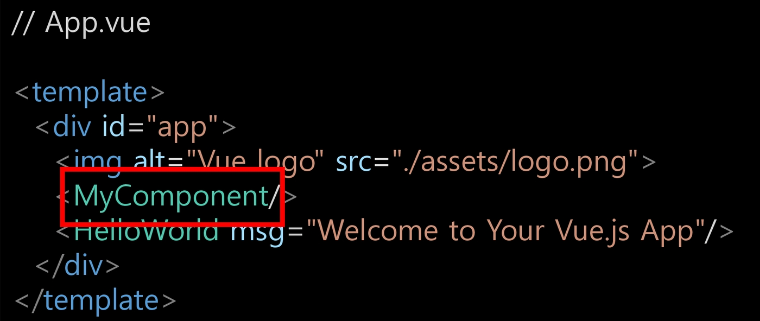 // App.vue
<template>
<div id="app">
<img alt="Vue logo" src="./assets/logo.png">
<MyComponent/>
<HelloWorld msg="Welcome to Your Vue.js App"/>
</div>
</template>